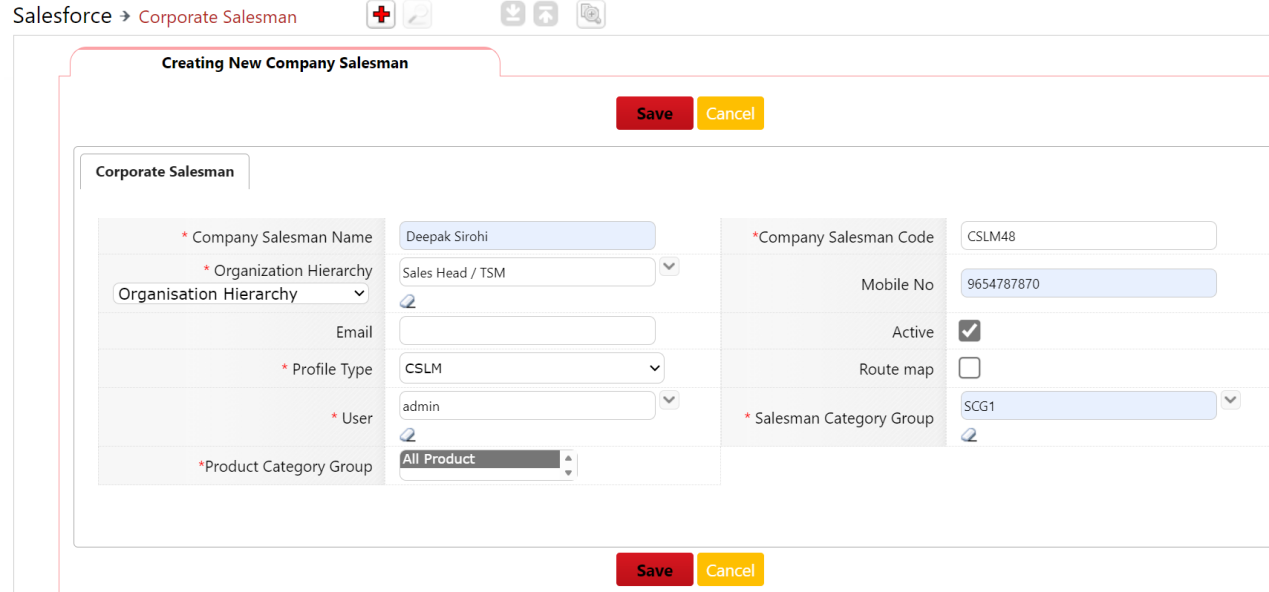 Salesforce → Corporate Salesman
Creating New Company Salesman
Save Cancel
Corporate Salesman
* Company Salesman Name Deepak Sirohi *Company Salesman Code CSLM48
* Organization Hierarchy Sales Head / TSM
Organisation Hierarchy Mobile No 9654787870
Email Active
* Profile Type CSLM Route map
* User admin * Salesman Category Group SCG1
*Product Category Group All Product
Save Cancel